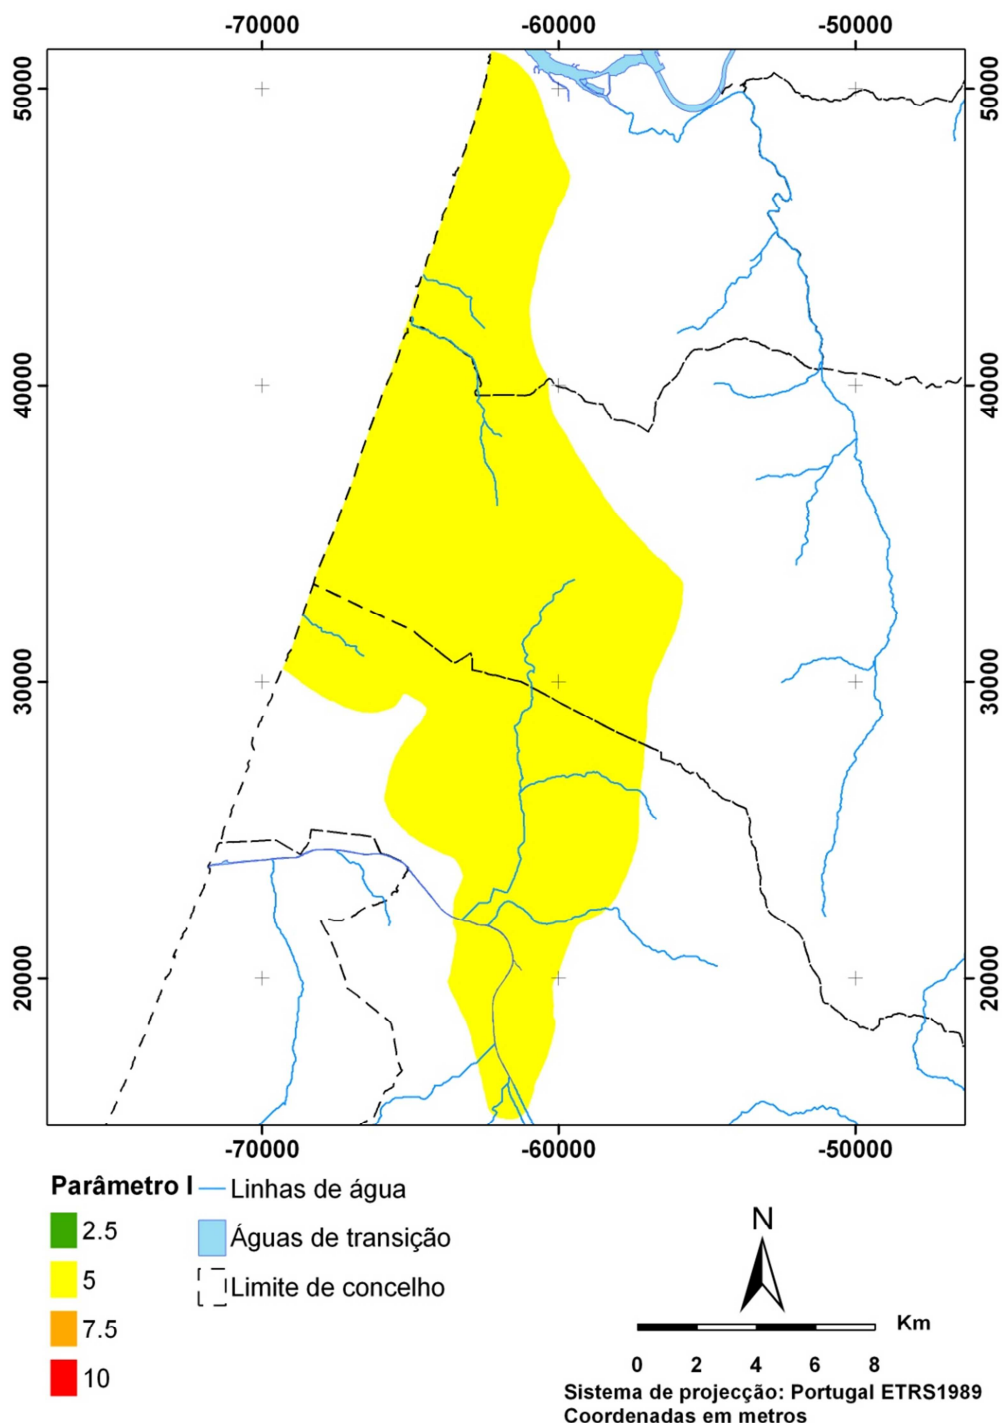 -70000 -60000 -50000
50000 50000
40000 40000
30000 30000
20000 20000
-70000 -60000 -50000
Parâmetro I
2.5
5
7.5
10
Linhas de água
Águas de transição
Limite de concelho
N
Km
0 2 4 6 8
Sistema de projecção: Portugal ETRS1989
Coordenadas em metros